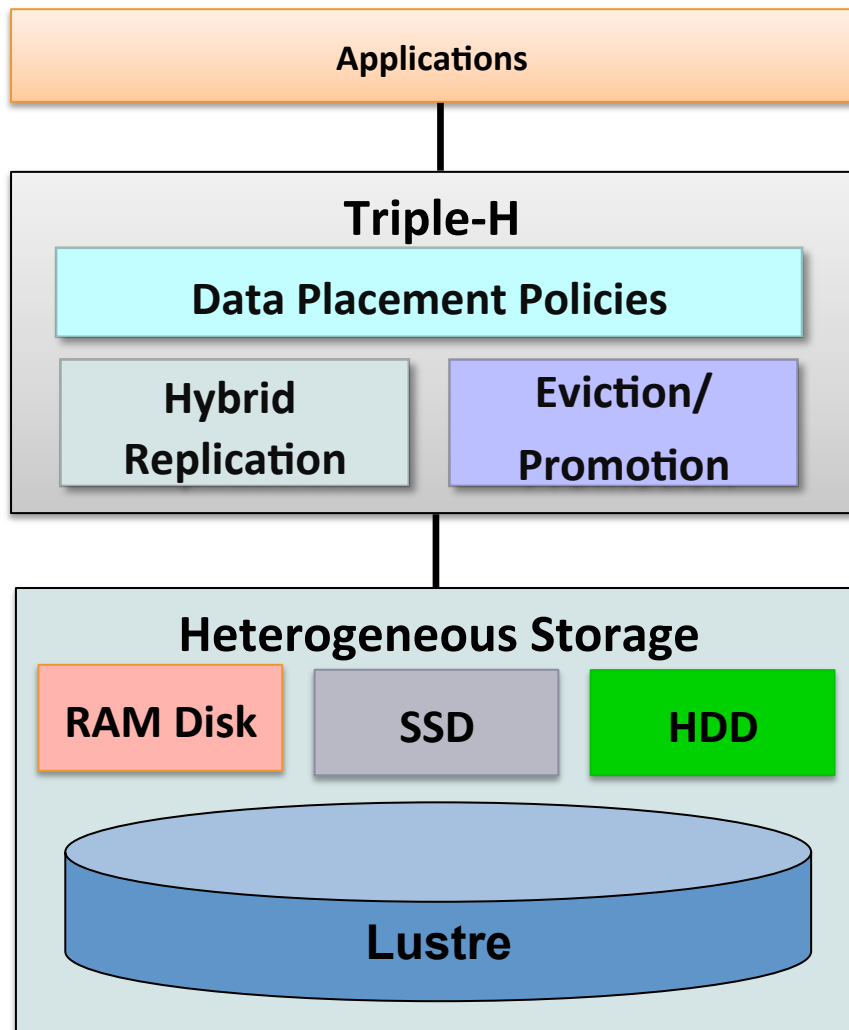 Applications
Triple-H
Data Placement Policies
Hybrid
Replication
Eviction/
Promotion
Heterogeneous Storage
RAM Disk
SSD
HDD
Lustre